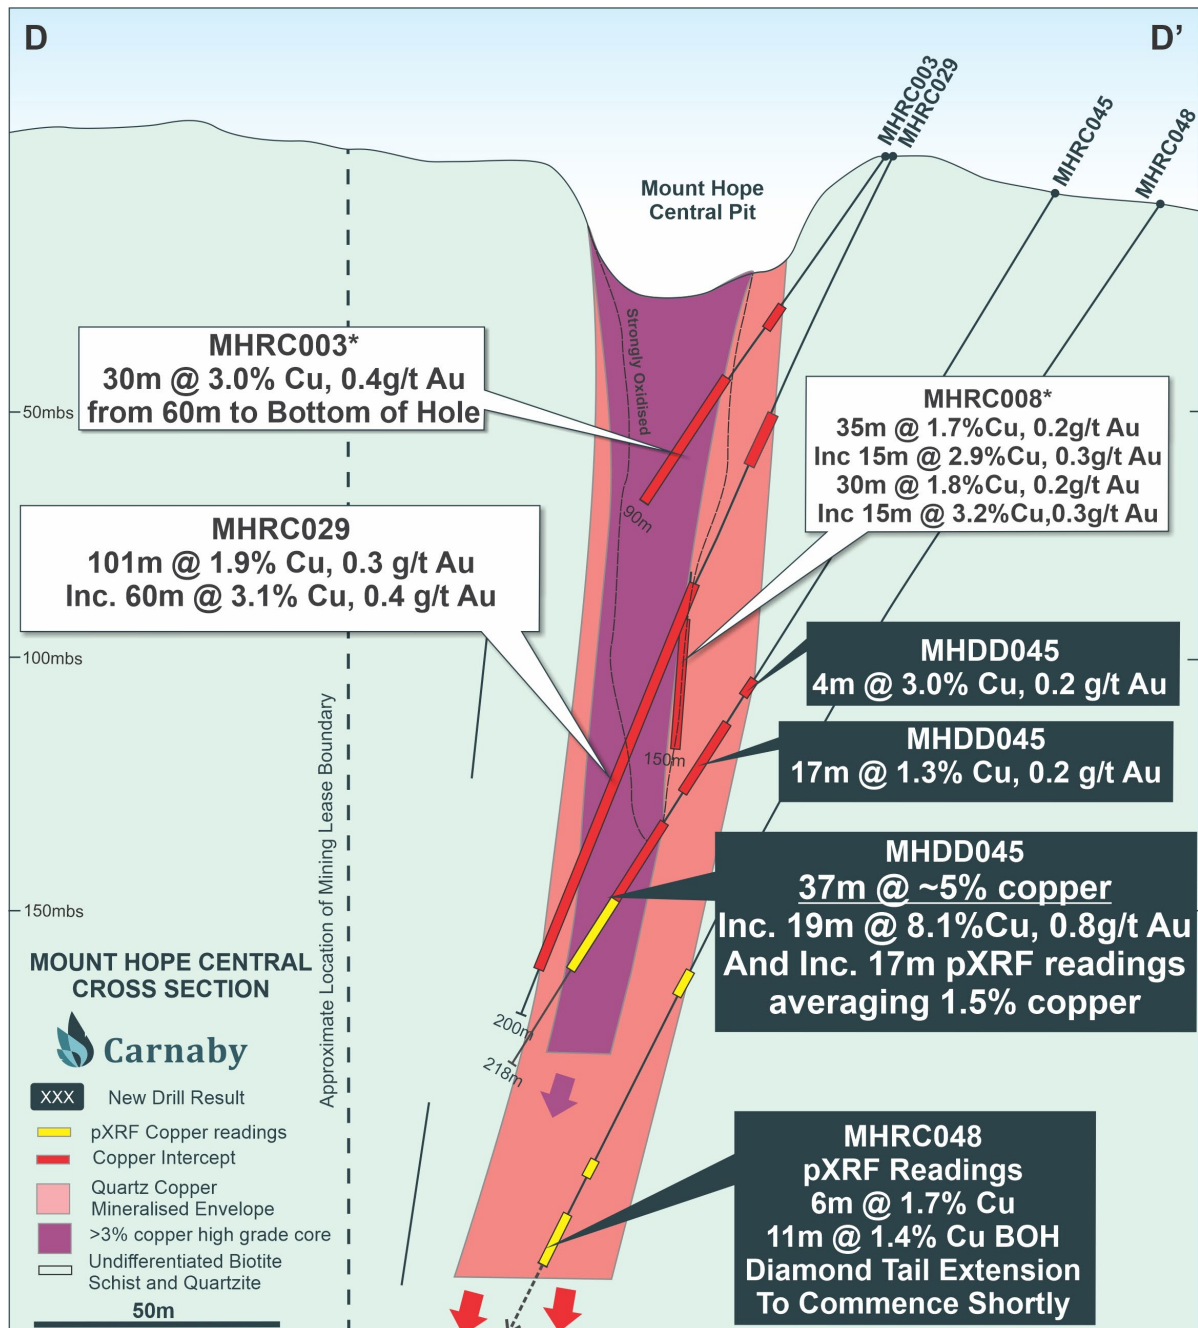 D
D’
MHRC003
MHRC029
MHRC045
MHRC048
Mount Hope
Central Pit
Strongly Oxidised
MHRC003*
30m @ 3.0% Cu, 0.4g/t Au
from 60m to Bottom of Hole
50mbs
90m
MHRC008*
35m @ 1.7%Cu, 0.2g/t Au
Inc 15m @ 2.9%Cu, 0.3g/t Au
30m @ 1.8%Cu, 0.2g/t Au
Inc 15m @ 3.2%Cu,0.3g/t Au
MHRC029
101m @ 1.9% Cu, 0.3 g/t Au
Inc. 60m @ 3.1% Cu, 0.4 g/t Au
100mbs
MHDD045
4m @ 3.0% Cu, 0.2 g/t Au
150m
MHDD045
17m @ 1.3% Cu, 0.2 g/t Au
Approximate Location of Mining Lease Boundary
MHDD045
37m @ ~5% copper
Inc. 19m @ 8.1%Cu, 0.8g/t Au
And Inc. 17m pXRF readings
averaging 1.5% copper
150mbs
200m
218m
MOUNT HOPE CENTRAL
CROSS SECTION
Carnaby
XXX New Drill Result
pXRF Copper readings
Copper Intercept
Quartz Copper
Mineralised Envelope
>3% copper high grade core
Undifferentiated Biotite
Schist and Quartzite
50m
MHRC048
pXRF Readings
6m @ 1.7% Cu
11m @ 1.4% Cu BOH
Diamond Tail Extension
To Commence Shortly